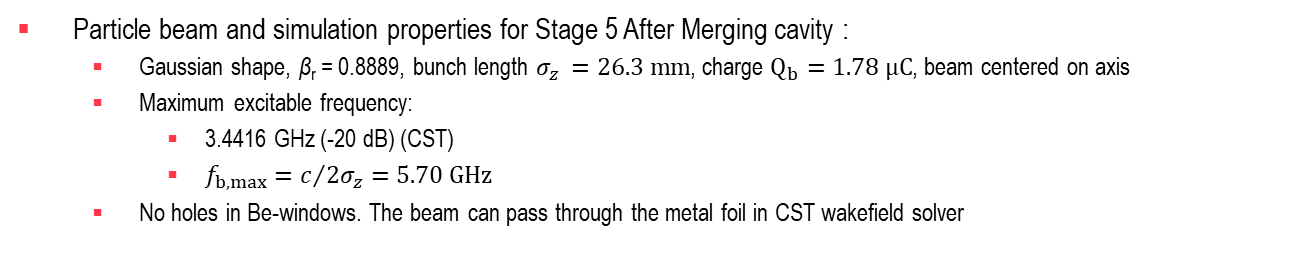 Particle beam and simulation properties for Stage 5 After Merging cavity :
Gaussian shape, βr = 0.8889, bunch length σz = 26.3 mm, charge Qb = 1.78 μC, beam centered on axis
Maximum excitable frequency:
3.4416 GHz (-20 dB) (CST)
fb,max = c/2σz = 5.70 GHz
No holes in Be-windows. The beam can pass through the metal foil in CST wakefield solver